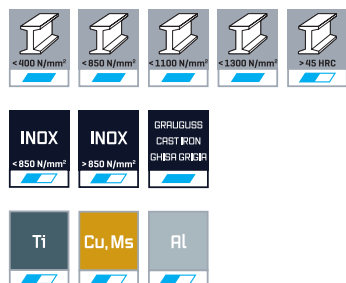 <400 N/mm² <850 N/mm² <1100 N/mm² <1300 N/mm² >45 HRC
INOX INOX GRAUGUSS
CAST IRON
GHISA GRIGIA
<850 N/mm² >850 N/mm²
Ti Cu,Ms Al